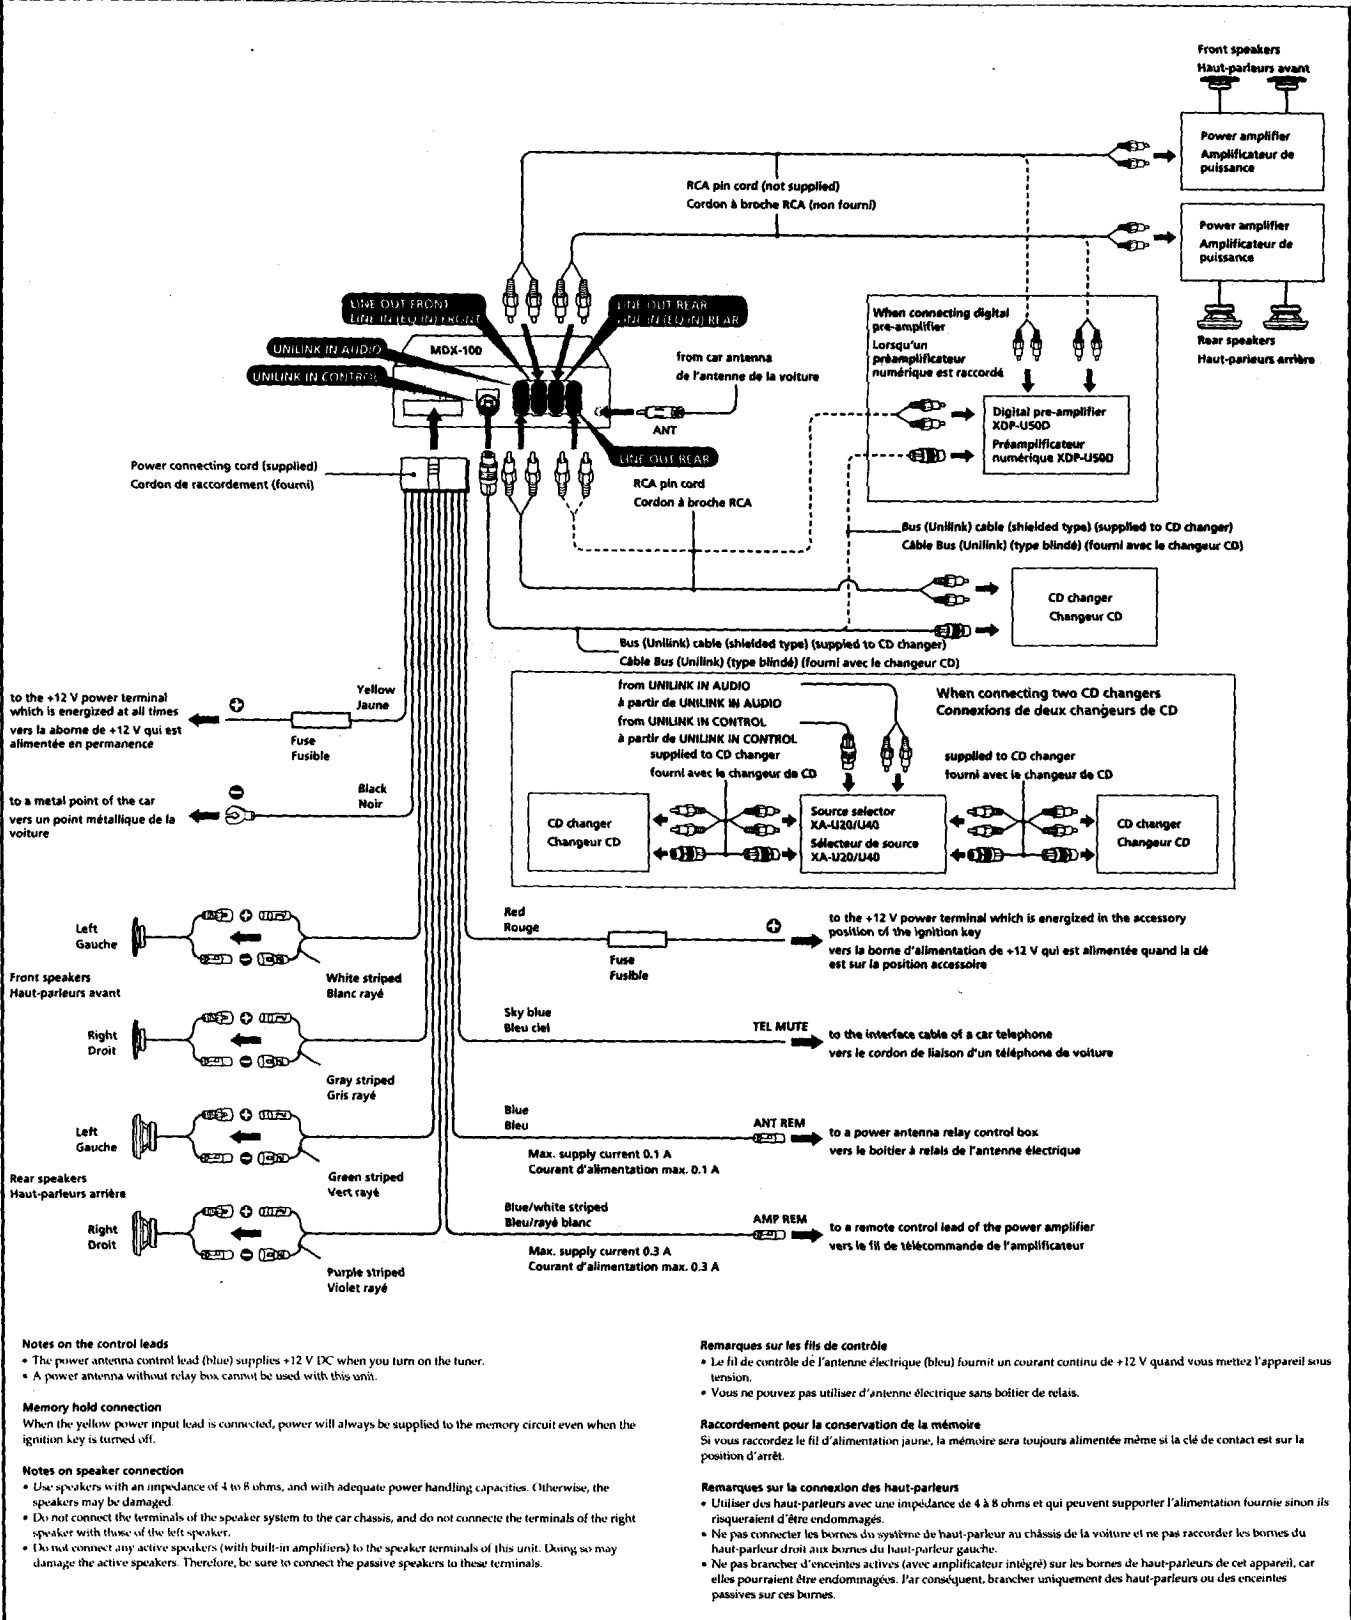 Front speakers
Haut-parleurs avant
Power amplifier
Amplificateur de
puissance
RCA pin cord (not supplied)
Cordon à broche RCA (non fourni)
Power amplifier
Amplificateur de
puissance
Rear speakers
Haut-parleurs arrière
LINE OUT FRONT
LINE IN (EQ IN) FRONT
LINE OUT REAR
LINE IN (EQ IN) REAR
UNILINK IN AUDIO
UNILINK IN CONTROL
MDX-100
from car antenna
de l'antenne de la voiture
ANT
LINE OUT REAR
When connecting digital
pre-amplifier
Lorsqu'un
préamplificateur
numérique est raccordé
Digital pre-amplifier
XDP-U50D
Préamplificateur
numérique XDP-U50D
Power connecting cord (supplied)
Cordon de raccordement (fourni)
RCA pin cord
Cordon à broche RCA
Bus (Unilink) cable (shielded type) (supplied to CD changer)
Câble Bus (Unilink) (type blindé) (fourni avec le changeur CD)
CD changer
Changeur CD
Bus (Unilink) cable (shielded type) (suppied to CD changer)
Câble Bus (Unilink) (type blindé) (fourni avec le changeur CD)
from UNILINK IN AUDIO
à partir de UNILINK IN AUDIO
from UNILINK IN CONTROL
à partir de UNILINK IN CONTROL
supplied to CD changer
fourni avec le changeur de CD
When connecting two CD changers
Connexions de deux changeurs de CD
supplied to CD changer
fourni avec le changeur de CD
CD changer
Changeur CD
Source selector
XA-U20/U40
Sélecteur de source
XA-U20/U40
CD changer
Changeur CD
to the +12 V power terminal
which is energized at all times
vers la aborne de +12 V qui est
alimentée en permanence
Yellow
Jaune
Fuse
Fusible
to a metal point of the car
vers un point métallique de la
voiture
Black
Noir
Left
Gauche
Front speakers
Haut-parleurs avant
White striped
Blanc rayé
Right
Droit
Gray striped
Gris rayé
Left
Gauche
Rear speakers
Haut-parleurs arrière
Green striped
Vert rayé
Right
Droit
Purple striped
Violet rayé
Red
Rouge
Fuse
Fusible
to the +12 V power terminal which is energized in the accessory
position of the ignition key
vers la borne d'alimentation de +12 V qui est alimentée quand la clé
est sur la position accessoire
Sky blue
Bleu ciel
TEL MUTE
to the interface cable of a car telephone
vers le cordon de liaison d'un téléphone de voiture
Blue
Bleu
ANT REM
Max. supply current 0.1 A
Courant d'alimentation max. 0.1 A
to a power antenna relay control box
vers le boitier à relais de l'antenne électrique
Blue/white striped
Bleu/rayé blanc
AMP REM
Max. supply current 0.3 A
Courant d'alimentation max. 0.3 A
to a remote control lead of the power amplifier
vers le fil de télécommande de l'amplificateur
Notes on the control leads
• The power antenna control lead (blue) supplies +12 V DC when you turn on the tuner.
• A power antenna without relay box cannot be used with this unit.
Memory hold connection
When the yellow power input lead is connected, power will always be supplied to the memory circuit even when the
ignition key is turned off.
Notes on speaker connection
• Use speakers with an impedance of 4 to 8 ohms, and with adequate power handling capacities. Otherwise, the
speakers may be damaged.
• Do not connect the terminals of the speaker system to the car chassis, and do not connecte the terminals of the right
speaker with those of the left speaker.
• Do not connect any active speakers (with built-in amplifiers) to the speaker terminals of this unit. Doing so may
damage the active speakers. Therefore, be sure to connect the passive speakers to these terminals.
Remarques sur les fils de contrôle
• Le fil de contrôle de l'antenne électrique (bleu) fournit un courant continu de +12 V quand vous mettez l'appareil sous
tension.
• Vous ne pouvez pas utiliser d'antenne électrique sans boîtier de relais.
Raccordement pour la conservation de la mémoire
Si vous raccordez le fil d'alimentation jaune, la mémoire sera toujours alimentée même si la clé de contact est sur la
position d'arrêt.
Remarques sur la connexion des haut-parleurs
• Utiliser des haut-parleurs avec une impédance de 4 à 8 ohms et qui peuvent supporter l'alimentation fournie sinon ils
risqueraient d'être endommagés.
• Ne pas connecter les bornes du système de haut-parleur au châssis de la voiture et ne pas raccorder les bornes du
haut-parleur droit aux bornes du haut-parleur gauche.
• Ne pas brancher d'enceintes actives (avec amplificateur intégré) sur les bornes de haut-parleurs de cet appareil, car
elles pourraient être endommagées. Par conséquent, brancher uniquement des haut-parleurs ou des enceintes
passives sur ces bornes.